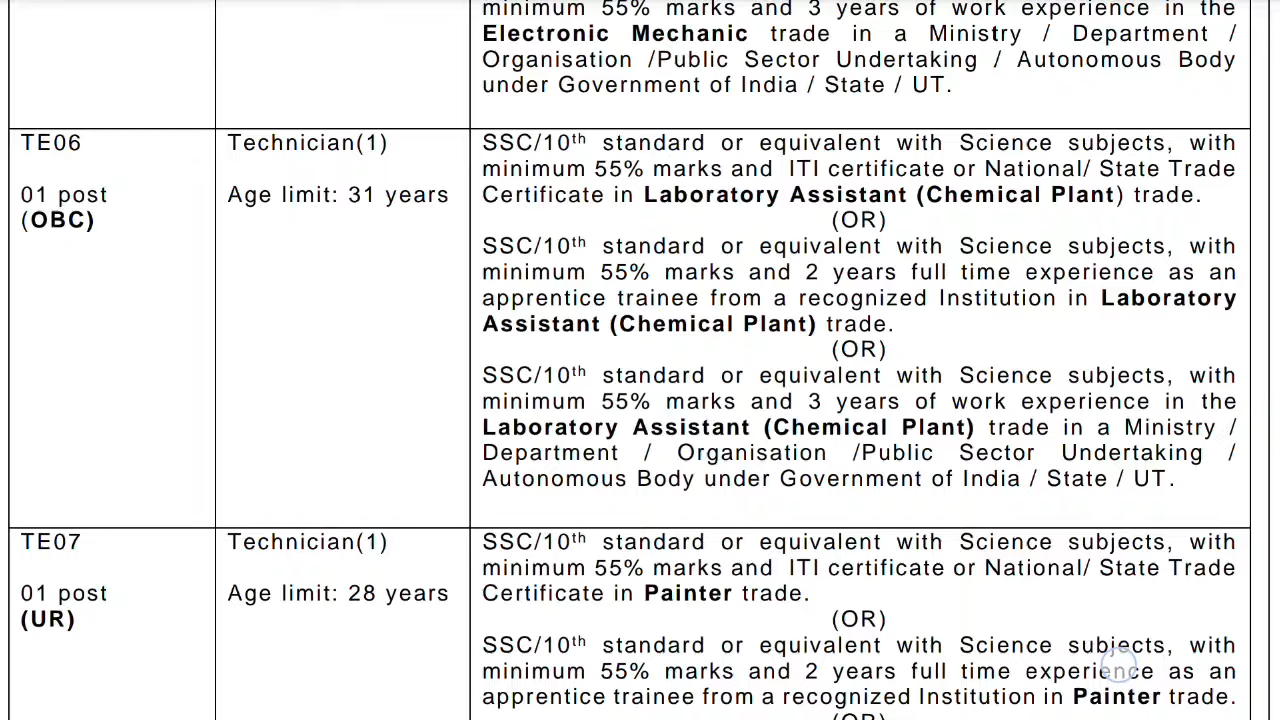 minimum 55% marks and 3 years of work experience in the
Electronic Mechanic trade in a Ministry / Department /
Organisation /Public Sector Undertaking / Autonomous Body
under Government of India / State / UT.
TE06
01 post
(OBC)
Technician(1)
Age limit: 31 years
SSC/10th standard or equivalent with Science subjects, with
minimum 55% marks and ITI certificate or National/ State Trade
Certificate in Laboratory Assistant (Chemical Plant) trade.
(OR)
SSC/10th standard or equivalent with Science subjects, with
minimum 55% marks and 2 years full time experience as an
apprentice trainee from a recognized Institution in Laboratory
Assistant (Chemical Plant) trade.
(OR)
SSC/10th standard or equivalent with Science subjects, with
minimum 55% marks and 3 years of work experience in the
Laboratory Assistant (Chemical Plant) trade in a Ministry /
Department / Organisation /Public Sector Undertaking /
Autonomous Body under Government of India / State / UT.
TE07
01 post
(UR)
Technician(1)
Age limit: 28 years
SSC/10th standard or equivalent with Science subjects, with
minimum 55% marks and ITI certificate or National/ State Trade
Certificate in Painter trade.
(OR)
SSC/10th standard or equivalent with Science subjects, with
minimum 55% marks and 2 years full time experience as an
apprentice trainee from a recognized Institution in Painter trade.
(OR)